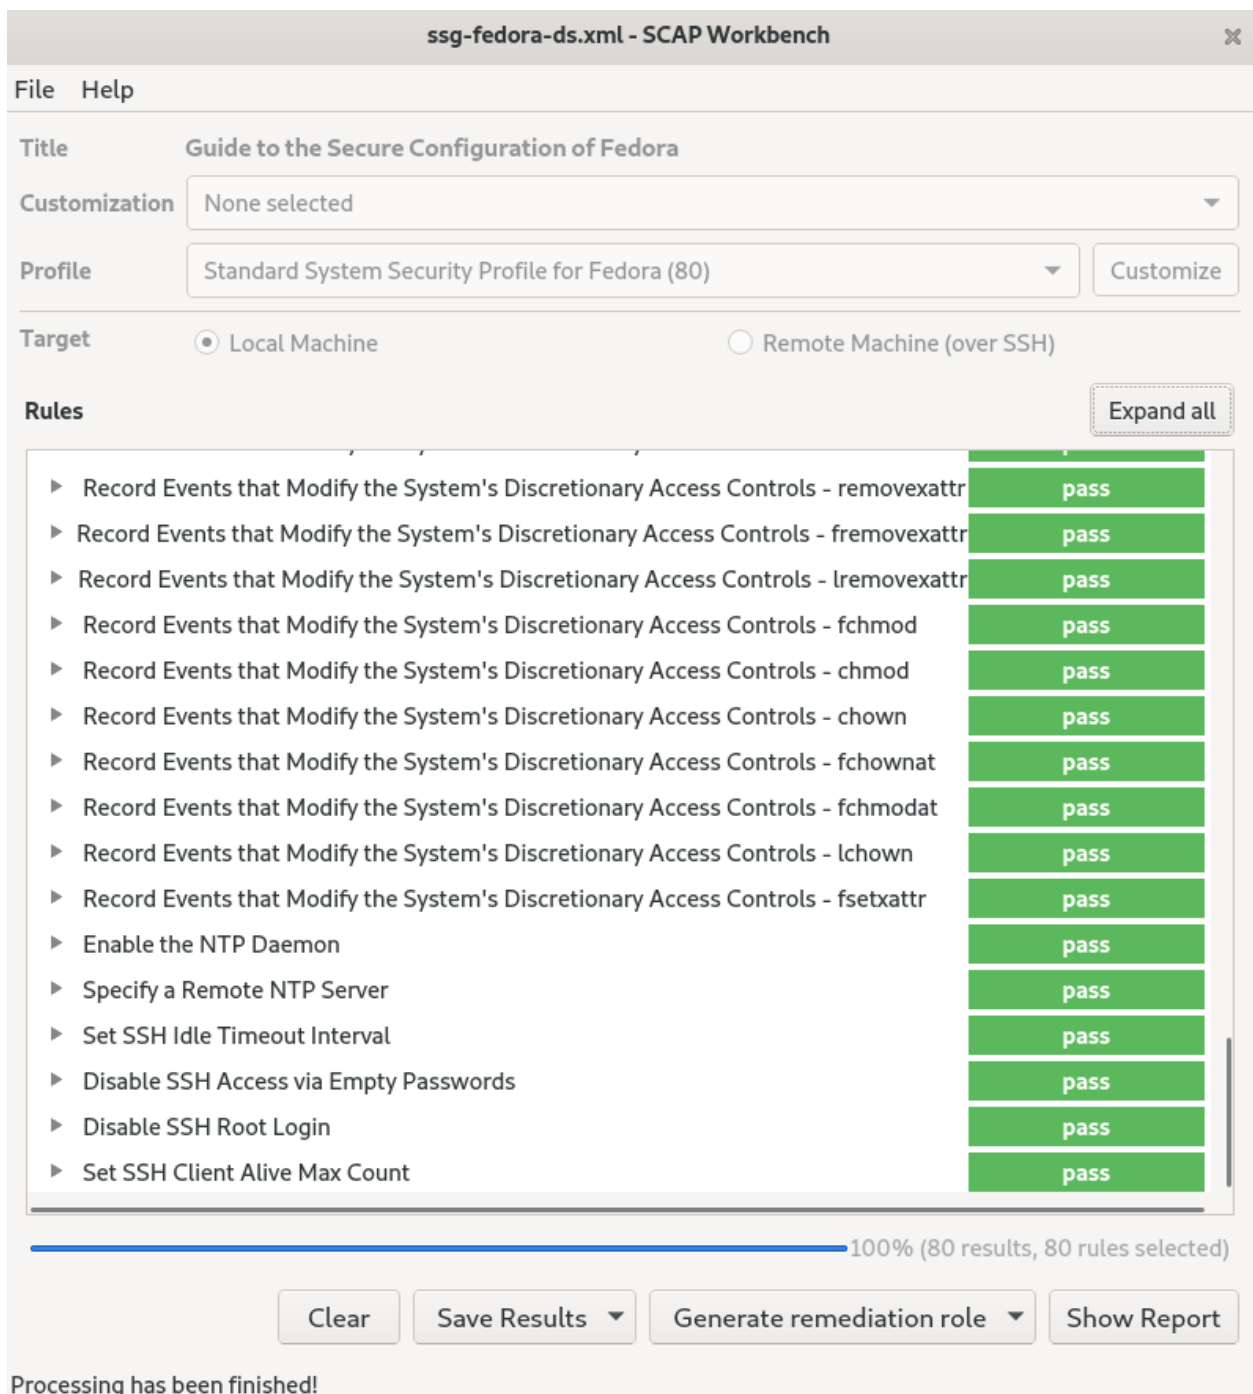 ssg-fedora-ds.xml - SCAP Workbench
File Help
Title Guide to the Secure Configuration of Fedora
Customization None selected
Profile Standard System Security Profile for Fedora (80) Customize
Target Local Machine Remote Machine (over SSH)
Rules Expand all
Record Events that Modify the System's Discretionary Access Controls - removexattr pass
Record Events that Modify the System's Discretionary Access Controls - fremovexattr pass
Record Events that Modify the System's Discretionary Access Controls - lremovexattr pass
Record Events that Modify the System's Discretionary Access Controls - fchmod pass
Record Events that Modify the System's Discretionary Access Controls - chmod pass
Record Events that Modify the System's Discretionary Access Controls - chown pass
Record Events that Modify the System's Discretionary Access Controls - fchownat pass
Record Events that Modify the System's Discretionary Access Controls - fchmodat pass
Record Events that Modify the System's Discretionary Access Controls - lchown pass
Record Events that Modify the System's Discretionary Access Controls - fsetxattr pass
Enable the NTP Daemon pass
Specify a Remote NTP Server pass
Set SSH Idle Timeout Interval pass
Disable SSH Access via Empty Passwords pass
Disable SSH Root Login pass
Set SSH Client Alive Max Count pass
100% (80 results, 80 rules selected)
Clear Save Results Generate remediation role Show Report
Processing has been finished!